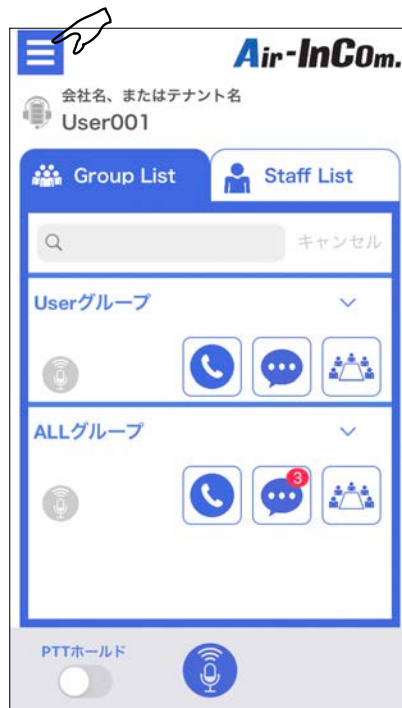 Air-InCom.
会社名、またはテナント名
User001
Group List
Staff List
キャンセル
Userグループ
ALLグループ
3
PTTホールド